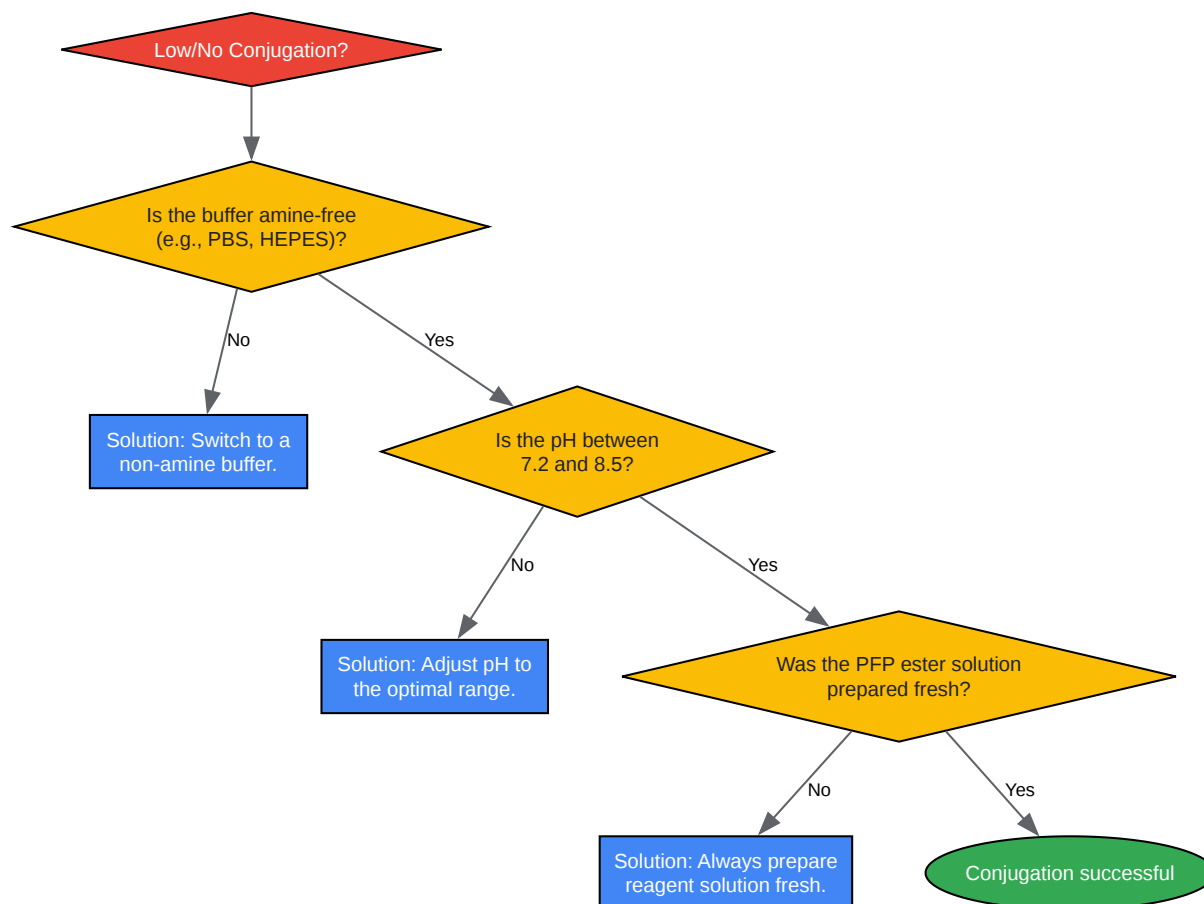 Low/No Conjugation?
Is the buffer amine-free
(e.g., PBS, HEPES)?
No
Yes
Solution: Switch to a
non-amine buffer.
Is the pH between
7.2 and 8.5?
No
Yes
Solution: Adjust pH to
the optimal range.
Was the PFP ester solution
prepared fresh?
No
Yes
Solution: Always prepare
reagent solution fresh.
Conjugation successful